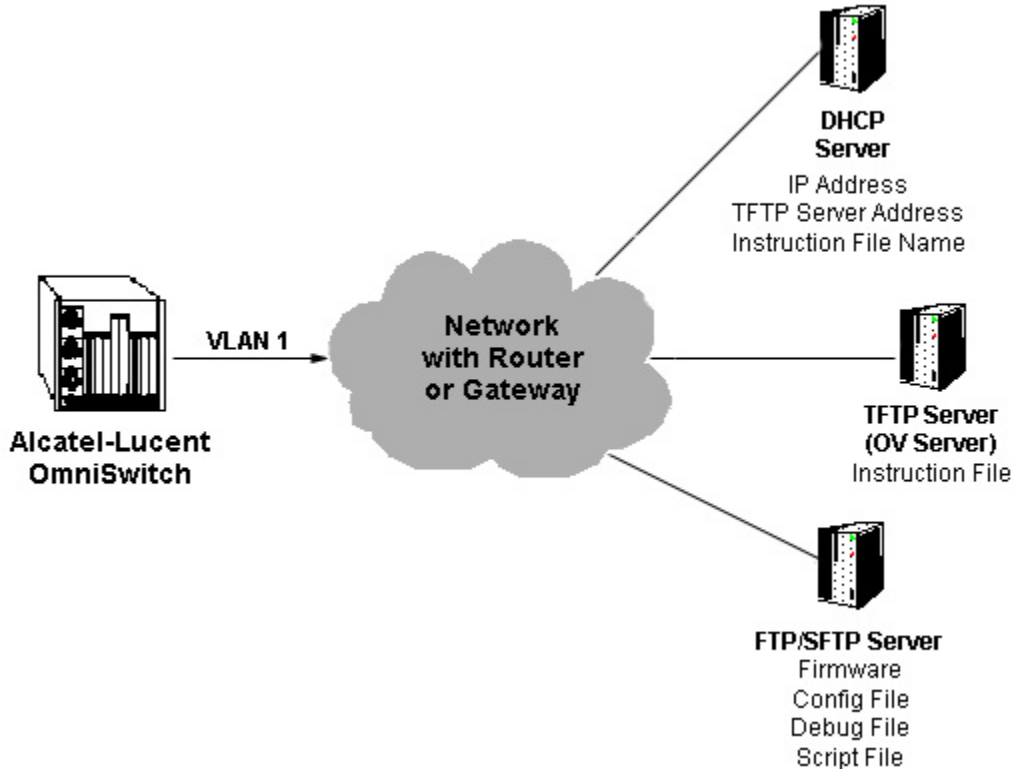 DHCP
Server
IP Address
TFTP Server Address
Instruction File Name
VLAN 1
Network
with Router
or Gateway
Alcatel-Lucent
OmniSwitch
TFTP Server
(OV Server)
Instruction File
FTP/SFTP Server
Firmware
Config File
Debug File
Script File